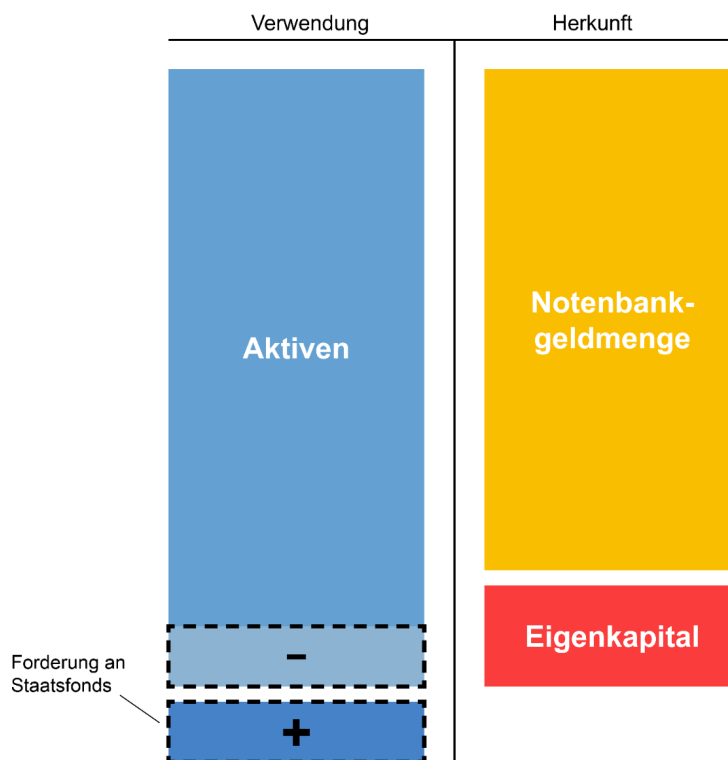 Verwendung
Herkunft
Aktiven
Notenbank-
geldmenge
Eigenkapital
-
Forderung an
Staatsfonds
+